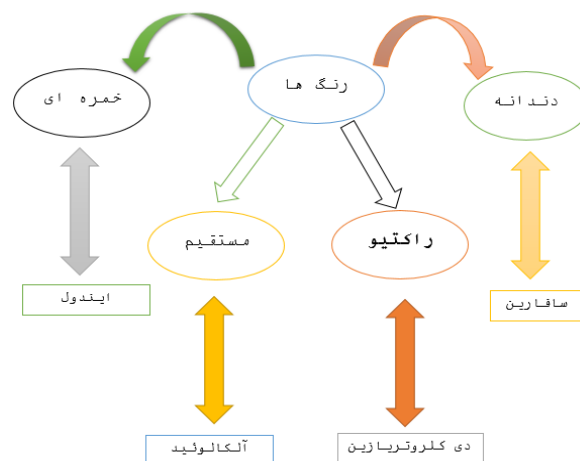 رنگ ها
دندانه
خمره ای
راکتیو
مستقیم
ساقارین
ایندول
دی کلروتریازین
آلکالوئید